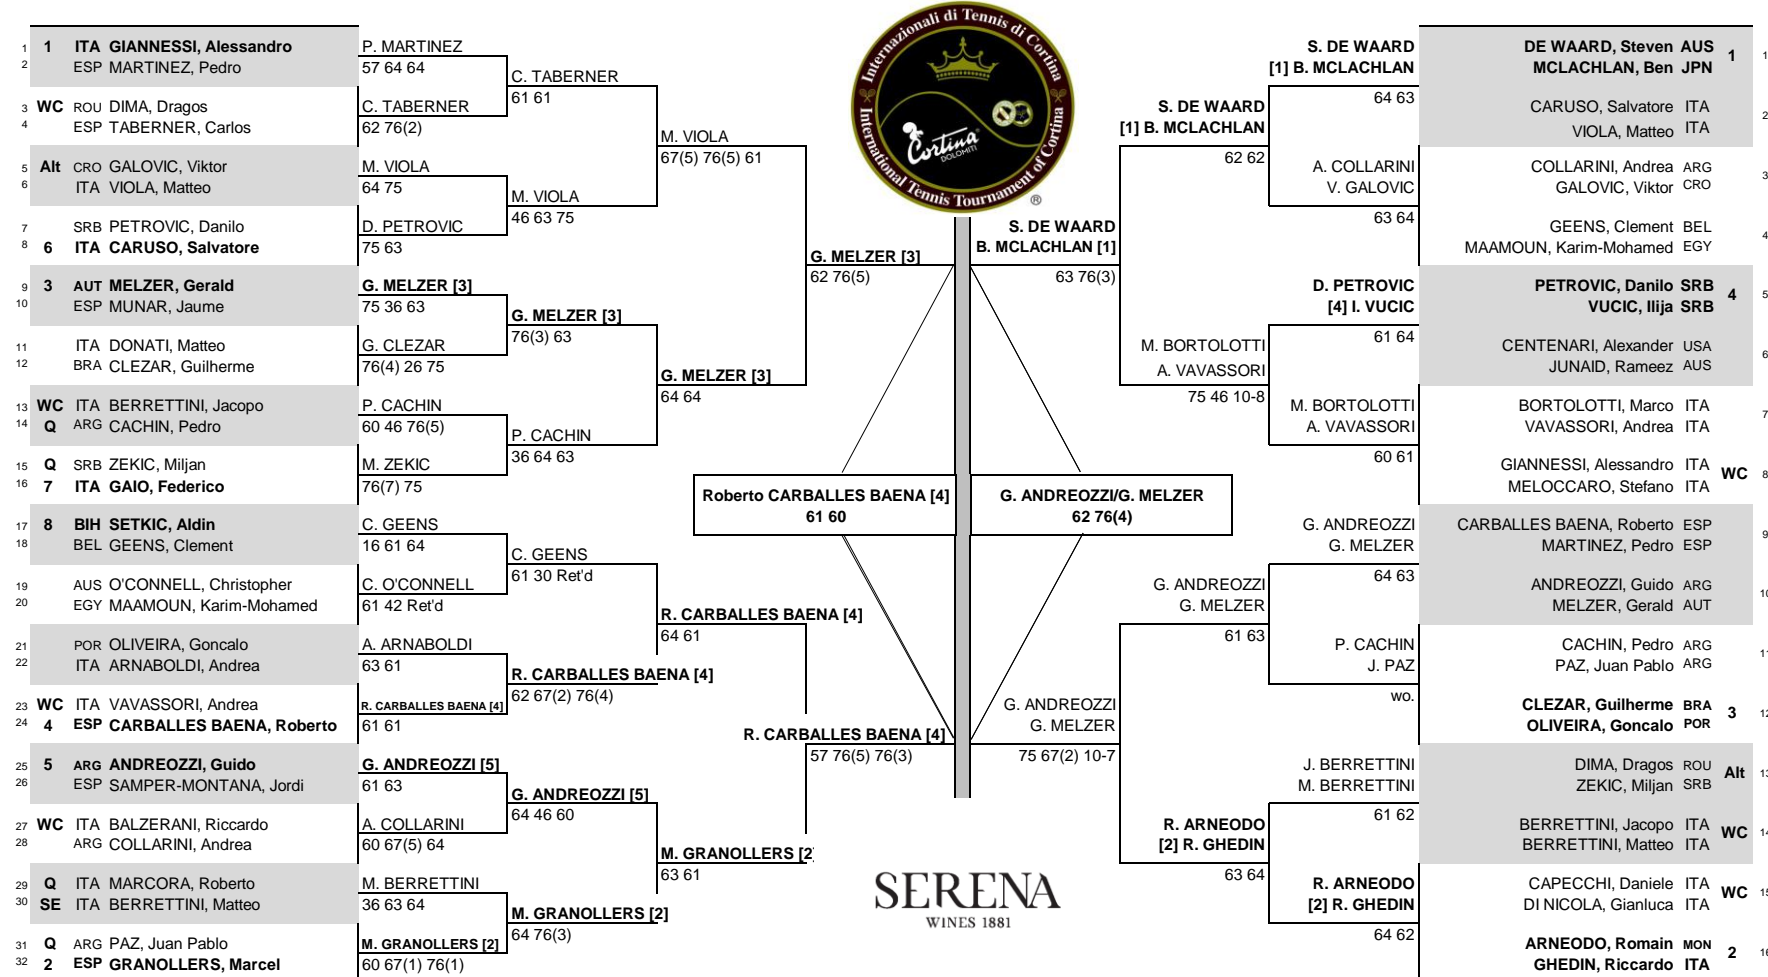 Internazionali di Tennis di Cortina
Cortina
DOLOMITI
International Tennis Tournament of Cortina
®
1 1 ITA GIANNESSI, Alessandro
2 ESP MARTINEZ, Pedro
3 WC ROU DIMA, Dragos
4 ESP TABERNER, Carlos
5 Alt CRO GALOVIC, Viktor
6 ITA VIOLA, Matteo
7 SRB PETROVIC, Danilo
8 6 ITA CARUSO, Salvatore
9 3 AUT MELZER, Gerald
10 ESP MUNAR, Jaume
11 ITA DONATI, Matteo
12 BRA CLEZAR, Guilherme
13 WC ITA BERRETTINI, Jacopo
14 Q ARG CACHIN, Pedro
15 Q SRB ZEKIC, Miljan
16 7 ITA GAIO, Federico
17 8 BIH SETKIC, Aldin
18 BEL GEENS, Clement
19 AUS O'CONNELL, Christopher
20 EGY MAAMOUN, Karim-Mohamed
21 POR OLIVEIRA, Goncalo
22 ITA ARNABOLDI, Andrea
23 WC ITA VAVASSORI, Andrea
24 4 ESP CARBALLES BAENA, Roberto
25 5 ARG ANDREOZZI, Guido
26 ESP SAMPER-MONTANA, Jordi
27 WC ITA BALZERANI, Riccardo
28 ARG COLLARINI, Andrea
29 Q ITA MARCORA, Roberto
30 SE ITA BERRETTINI, Matteo
31 Q ARG PAZ, Juan Pablo
32 2 ESP GRANOLLERS, Marcel
P. MARTINEZ
57 64 64
C. TABERNER
62 76(2)
M. VIOLA
64 75
D. PETROVIC
75 63
G. MELZER [3]
75 36 63
G. CLEZAR
76(4) 26 75
P. CACHIN
60 46 76(5)
M. ZEKIC
76(7) 75
C. GEENS
16 61 64
C. O'CONNELL
61 42 Ret'd
A. ARNABOLDI
63 61
R. CARBALLES BAENA [4]
61 61
G. ANDREOZZI [5]
61 63
A. COLLARINI
60 67(5) 64
M. BERRETTINI
36 63 64
M. GRANOLLERS [2]
60 67(1) 76(1)
C. TABERNER
61 61
M. VIOLA
46 63 75
G. MELZER [3]
76(3) 63
P. CACHIN
36 64 63
C. GEENS
61 30 Ret'd
R. CARBALLES BAENA [4]
62 67(2) 76(4)
G. ANDREOZZI [5]
64 46 60
M. GRANOLLERS [2]
64 76(3)
M. VIOLA
67(5) 76(5) 61
G. MELZER [3]
64 64
R. CARBALLES BAENA [4]
64 61
M. GRANOLLERS [2]
63 61
G. MELZER [3]
62 76(5)
R. CARBALLES BAENA [4]
57 76(5) 76(3)
Roberto CARBALLES BAENA [4]
61 60
G. ANDREOZZI/G. MELZER
62 76(4)
S. DE WAARD
B. MCLACHLAN [1]
63 76(3)
G. ANDREOZZI
G. MELZER
75 67(2) 10-7
S. DE WAARD
[1] B. MCLACHLAN
62 62
M. BORTOLOTTI
A. VAVASSORI
75 46 10-8
G. ANDREOZZI
G. MELZER
61 63
R. ARNEODO
[2] R. GHEDIN
63 64
S. DE WAARD
[1] B. MCLACHLAN
64 63
A. COLLARINI
V. GALOVIC
63 64
D. PETROVIC
[4] I. VUCIC
61 64
M. BORTOLOTTI
A. VAVASSORI
60 61
G. ANDREOZZI
G. MELZER
64 63
P. CACHIN
J. PAZ
wo.
J. BERRETTINI
M. BERRETTINI
61 62
R. ARNEODO
[2] R. GHEDIN
64 62
DE WAARD, Steven AUS
MCLACHLAN, Ben JPN
1 1
CARUSO, Salvatore ITA
VIOLA, Matteo ITA
2
COLLARINI, Andrea ARG
GALOVIC, Viktor CRO
3
GEENS, Clement BEL
MAAMOUN, Karim-Mohamed EGY
4
PETROVIC, Danilo SRB
VUCIC, Ilija SRB
4 5
CENTENARI, Alexander USA
JUNAID, Rameez AUS
6
BORTOLOTTI, Marco ITA
VAVASSORI, Andrea ITA
7
GIANNESSI, Alessandro ITA
MELOCCARO, Stefano ITA
WC 8
CARBALLES BAENA, Roberto ESP
MARTINEZ, Pedro ESP
9
ANDREOZZI, Guido ARG
MELZER, Gerald AUT
10
CACHIN, Pedro ARG
PAZ, Juan Pablo ARG
11
CLEZAR, Guilherme BRA
OLIVEIRA, Goncalo POR
3 12
DIMA, Dragos ROU
ZEKIC, Miljan SRB
Alt 13
BERRETTINI, Jacopo ITA
BERRETTINI, Matteo ITA
WC 14
CAPECCHI, Daniele ITA
DI NICOLA, Gianluca ITA
WC 15
ARNEODO, Romain MON
GHEDIN, Riccardo ITA
2 16
SERENA
WINES 1881